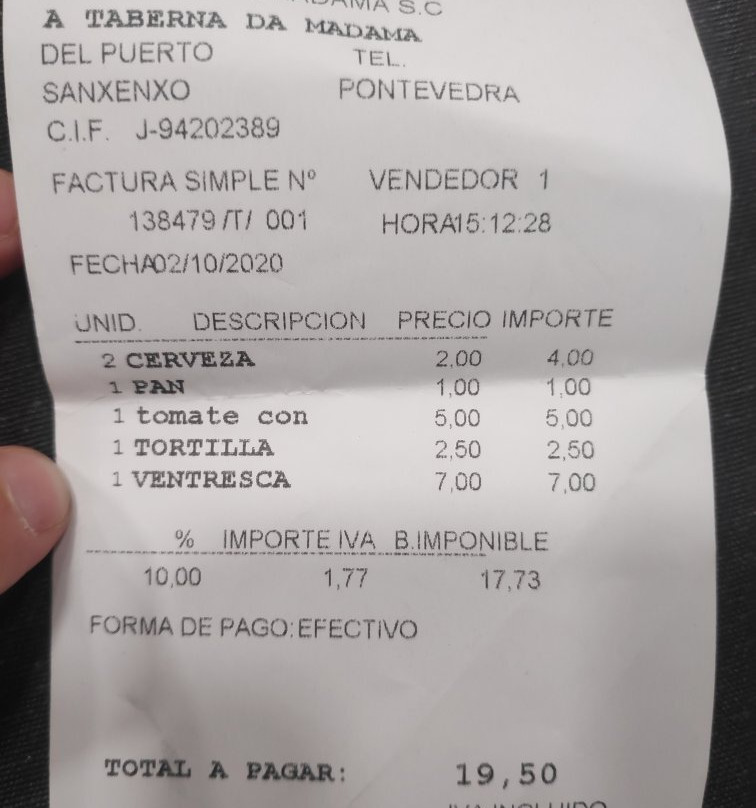 DAMA S.C
A TABERNA DA MADAMA
DEL PUERTO TEL.
SANXENXO PONTEVEDRA
C.I.F. J-94202389
FACTURA SIMPLE Nº VENDEDOR 1
138479 /T/ 001 HORA15:12:28
FECHA02/10/2020
UNID. DESCRIPCION PRECIO IMPORTE
2 CERVEZA 2,00 4,00
1 PAN 1,00 1,00
1 tomate con 5,00 5,00
1 TORTILLA 2,50 2,50
1 VENTRESCA 7,00 7,00
% IMPORTE IVA B.IMPONIBLE
10,00 1,77 17,73
FORMA DE PAGO:EFECTIVO
TOTAL A PAGAR: 19,50
IVA INCLUIDO